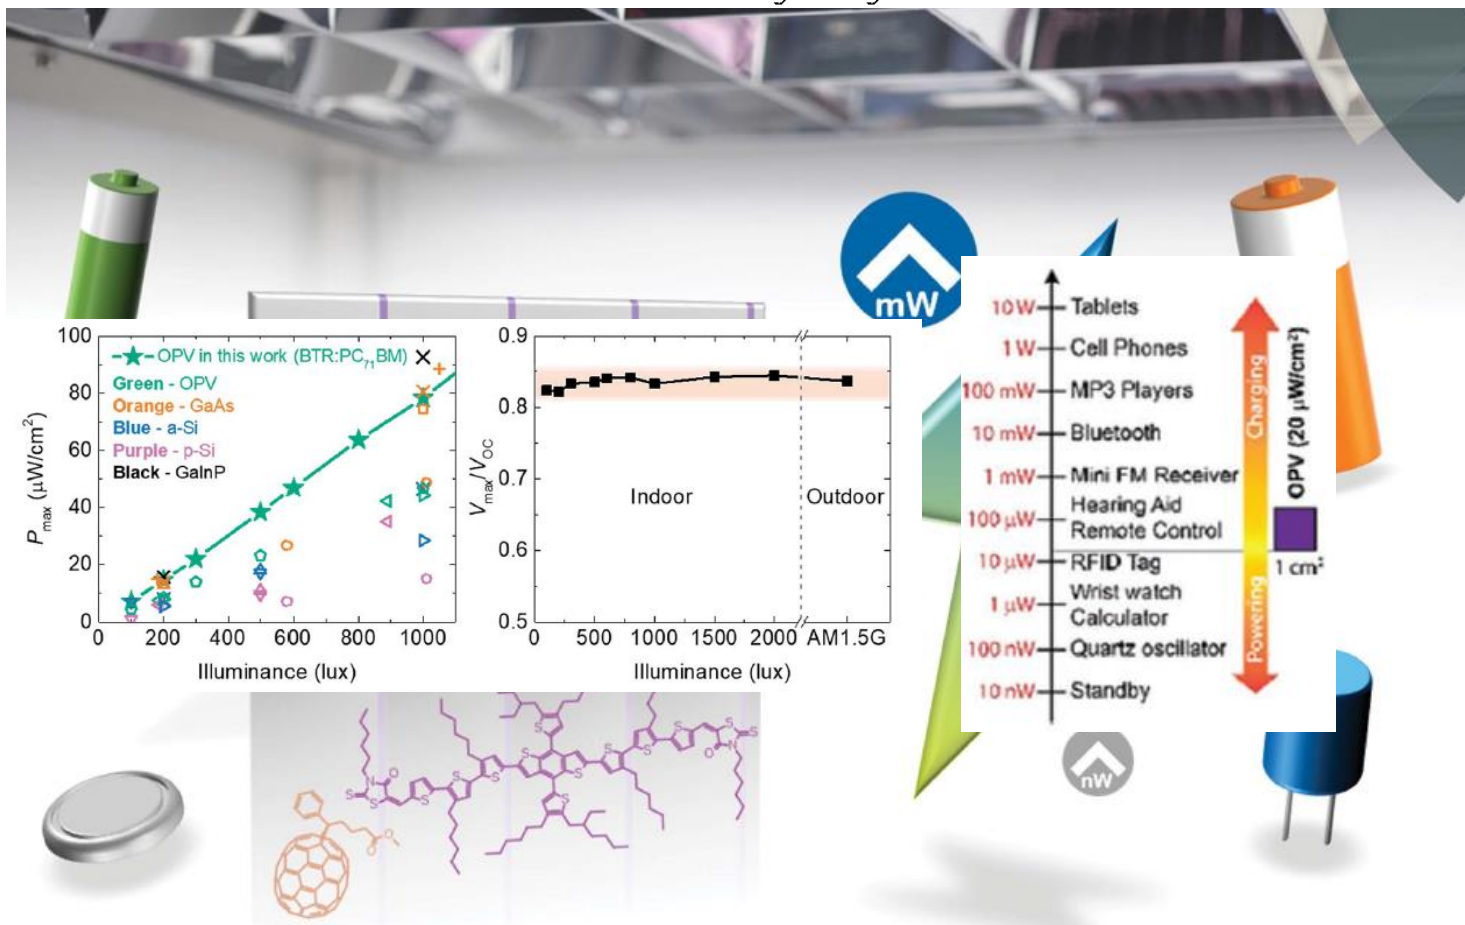 mW
100
80
60
40
20
0
P max (μW/cm²)
OPV in this work (BTR:PC71BM)
Green - OPV
Orange - GaAs
Blue - a-Si
Purple - p-Si
Black - GaInP
0 200 400 600 800 1000
Illuminance (lux)
0.9
0.8
0.7
0.6
0.5
Vmax/VOC
Indoor
Outdoor
0 500 1000 1500 2000 AM1.5G
Illuminance (lux)
10 W Tablets
1 W Cell Phones
100 mW MP3 Players
10 mW Bluetooth
1 mW Mini FM Receiver
Hearing Aid
100 μW Remote Control
10 μW RFID Tag
Wrist watch
1 μW Calculator
100 nW Quartz oscillator
10 nW Standby
Charging
Powering
OPV (20 μW/cm²)
1 cm²
nW
S
N
O
S
S
S
S
S
S
S
S
S
S
S
O
N
S
S
O
O